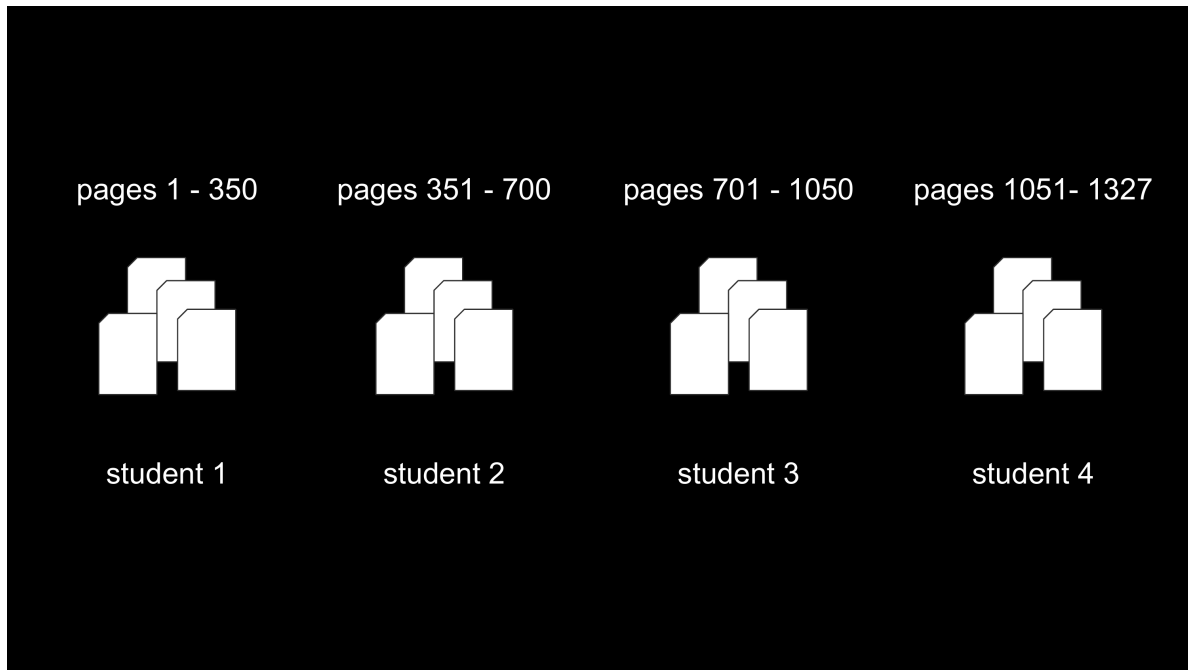 pages 1 - 350
pages 351 - 700
pages 701 - 1050
pages 1051- 1327
student 1
student 2
student 3
student 4